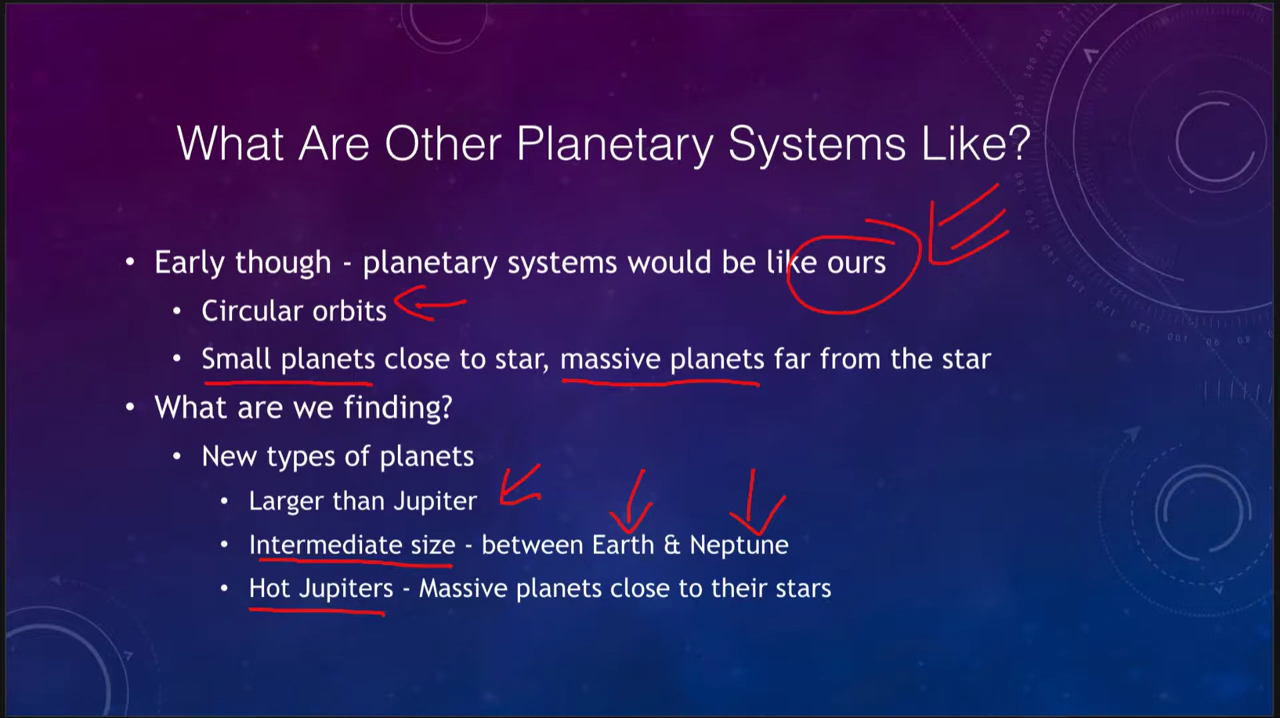 What Are Other Planetary Systems Like?
• Early though - planetary systems would be like ours
• Circular orbits
• Small planets close to star, massive planets far from the star
• What are we finding?
• New types of planets
• Larger than Jupiter
• Intermediate size - between Earth & Neptune
• Hot Jupiters - Massive planets close to their stars